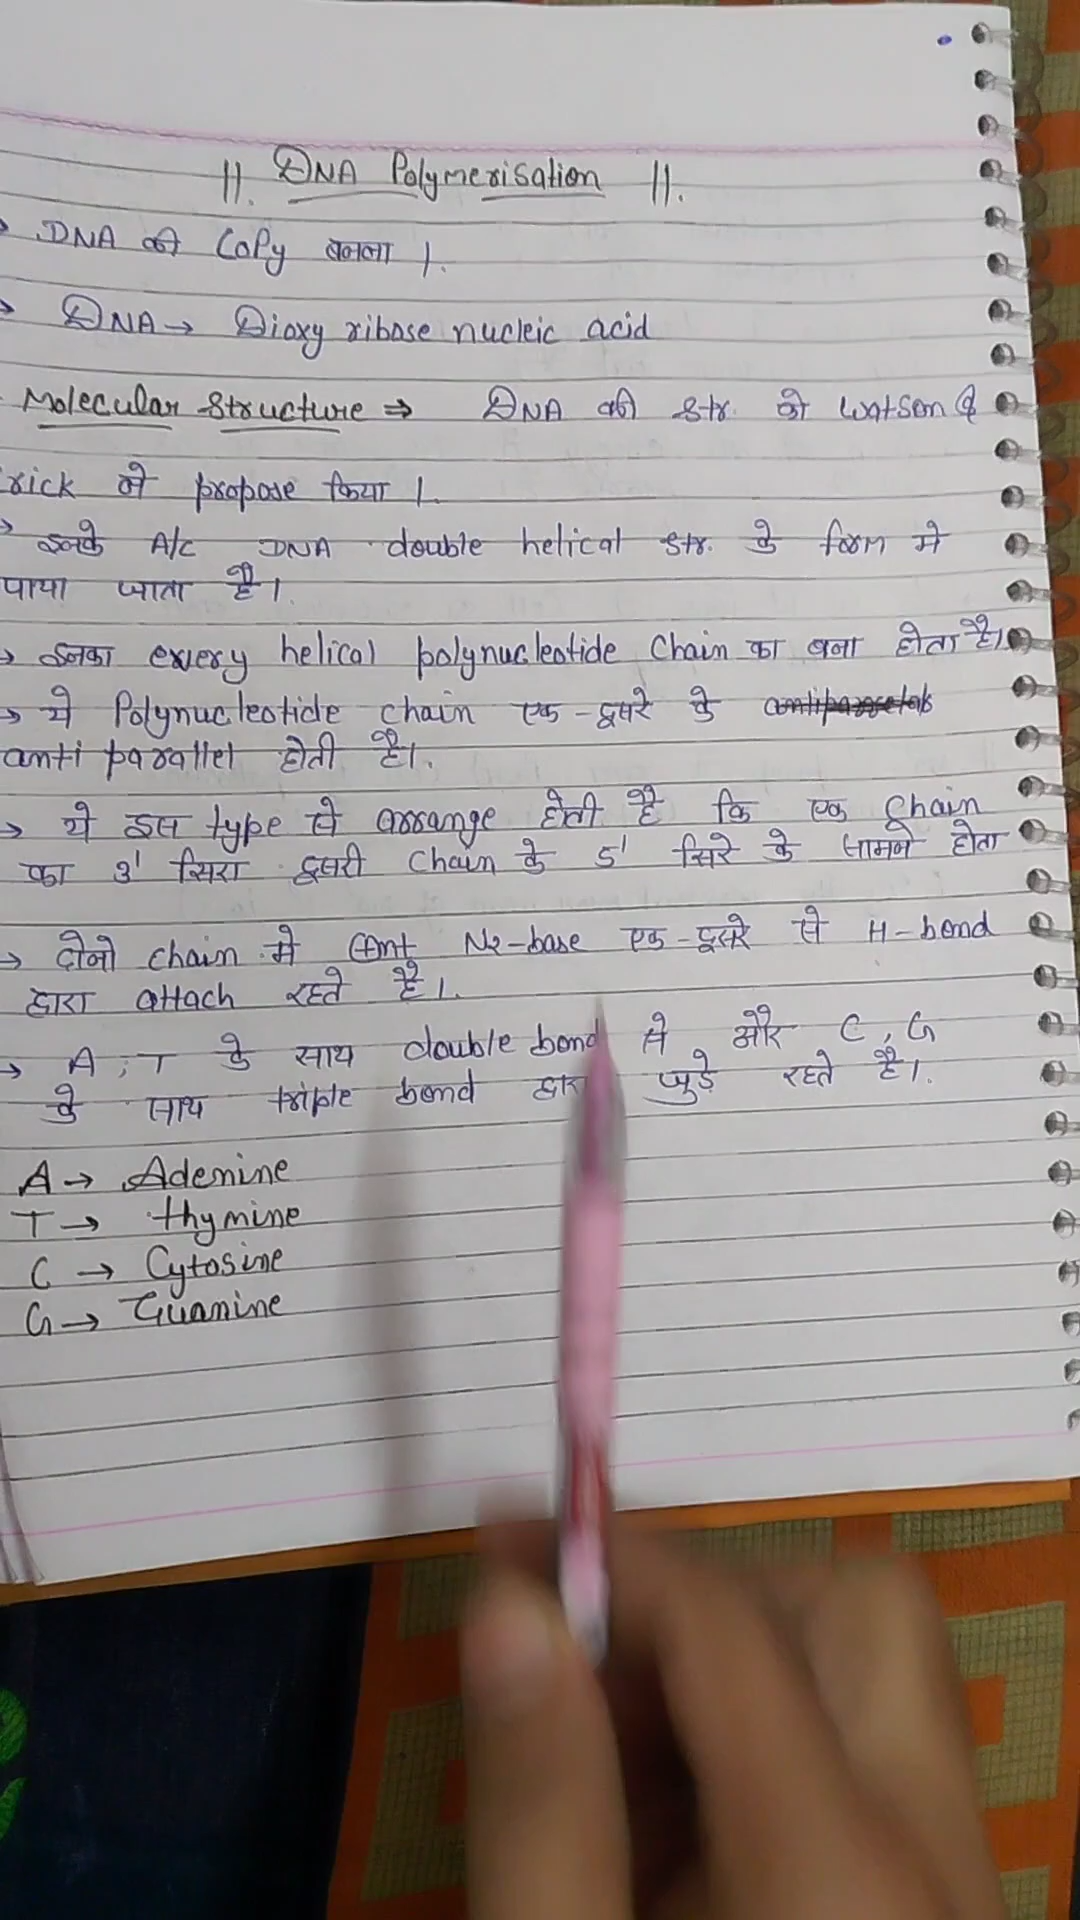 || DNA Polymerisation ||.
→ DNA की Copy बनना |.
→ DNA → Dioxy ribose nucleic acid
Molecular Structure ⇒ DNA की Str. को Watson &
rick ने propose किया |.
→ इनके A/c DNA double helical Str. के form मे
पाया जाता है।.
→ इनका every helical polynucleotide Chain का बना होता है।
→ ये Polynucleotide chain एक-दूसरे के
anti parallel होती है।.
→ ये इस type से arrange होती है कि एक Chain
का 3' सिरा दूसरी Chain के 5' सिरे के सामने होता
→ दोनो chain मे N2-base एक-दूसरे से H-bond
द्वारा attach रहते है।.
→ A, T के साथ double bond से और C, G
के साथ triple bond द्वारा जुड़े रहते है।.
A → Adenine
T → thymine
C → Cytosine
G → Guanine